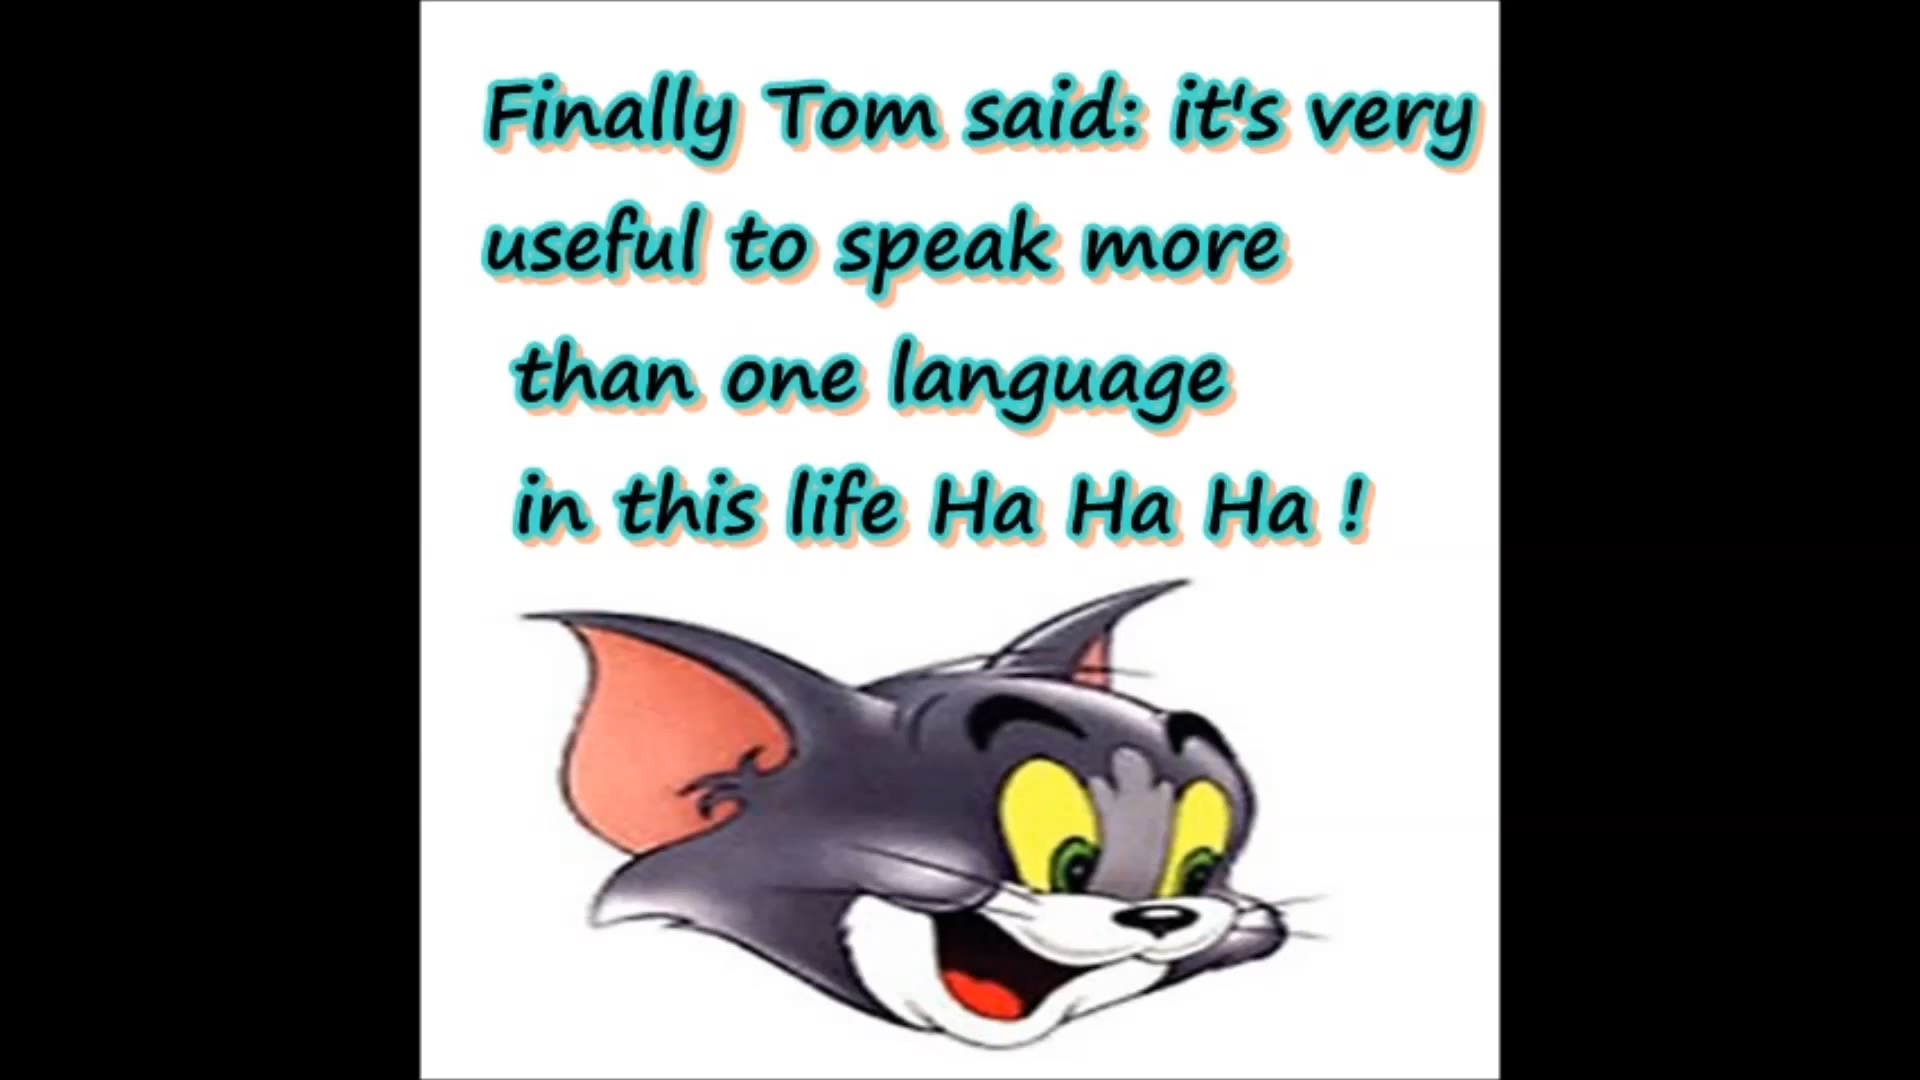 Finally Tom said: it's very
useful to speak more
than one language
in this life Ha Ha Ha !